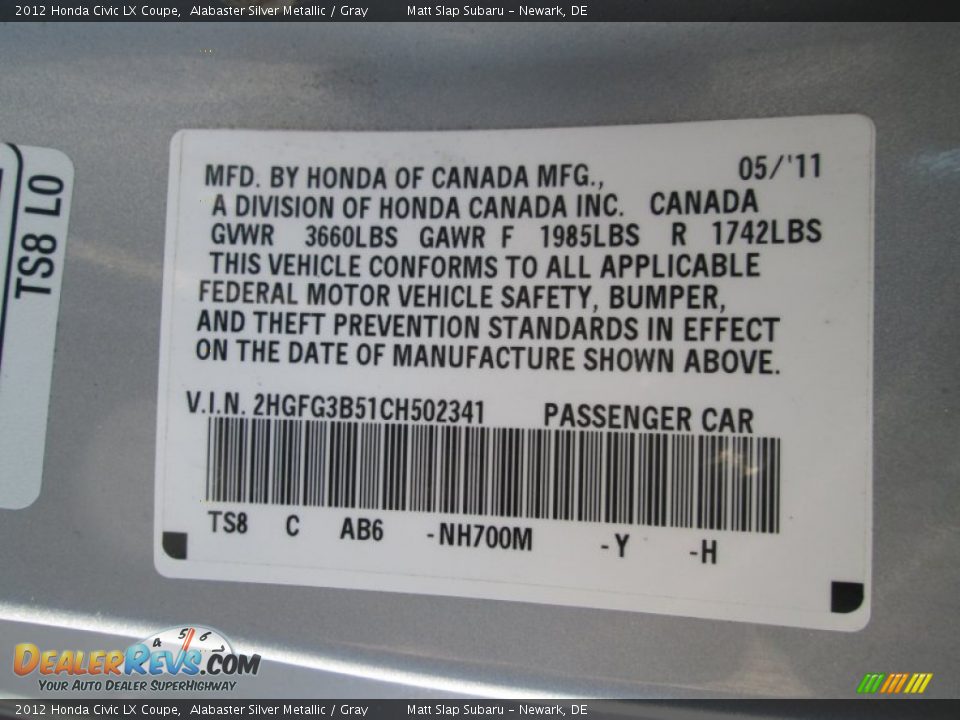 2012 Honda Civic LX Coupe, Alabaster Silver Metallic / Gray Matt Slap Subaru - Newark, DE
TS8 L0
MFD. BY HONDA OF CANADA MFG., 05/'11
A DIVISION OF HONDA CANADA INC. CANADA
GVWR 3660LBS GAWR F 1985LBS R 1742LBS
THIS VEHICLE CONFORMS TO ALL APPLICABLE
FEDERAL MOTOR VEHICLE SAFETY, BUMPER,
AND THEFT PREVENTION STANDARDS IN EFFECT
ON THE DATE OF MANUFACTURE SHOWN ABOVE.
V.I.N. 2HGFG3B51CH502341 PASSENGER CAR
TS8 C AB6 -NH700M -Y -H
4 5 6
DEALERREVS.COM
YOUR AUTO DEALER SUPERHIGHWAY
2012 Honda Civic LX Coupe, Alabaster Silver Metallic / Gray Matt Slap Subaru - Newark, DE